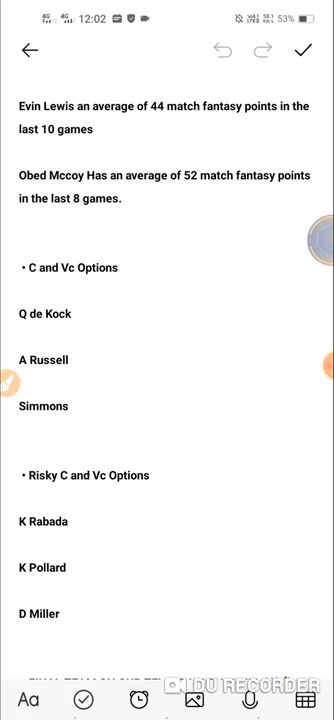 4G 4G 12:02 53%
Evin Lewis an average of 44 match fantasy points in the
last 10 games
Obed Mccoy Has an average of 52 match fantasy points
in the last 8 games.
• C and Vc Options
Q de Kock
A Russell
Simmons
• Risky C and Vc Options
K Rabada
K Pollard
D Miller
DU RECORDER
Aa